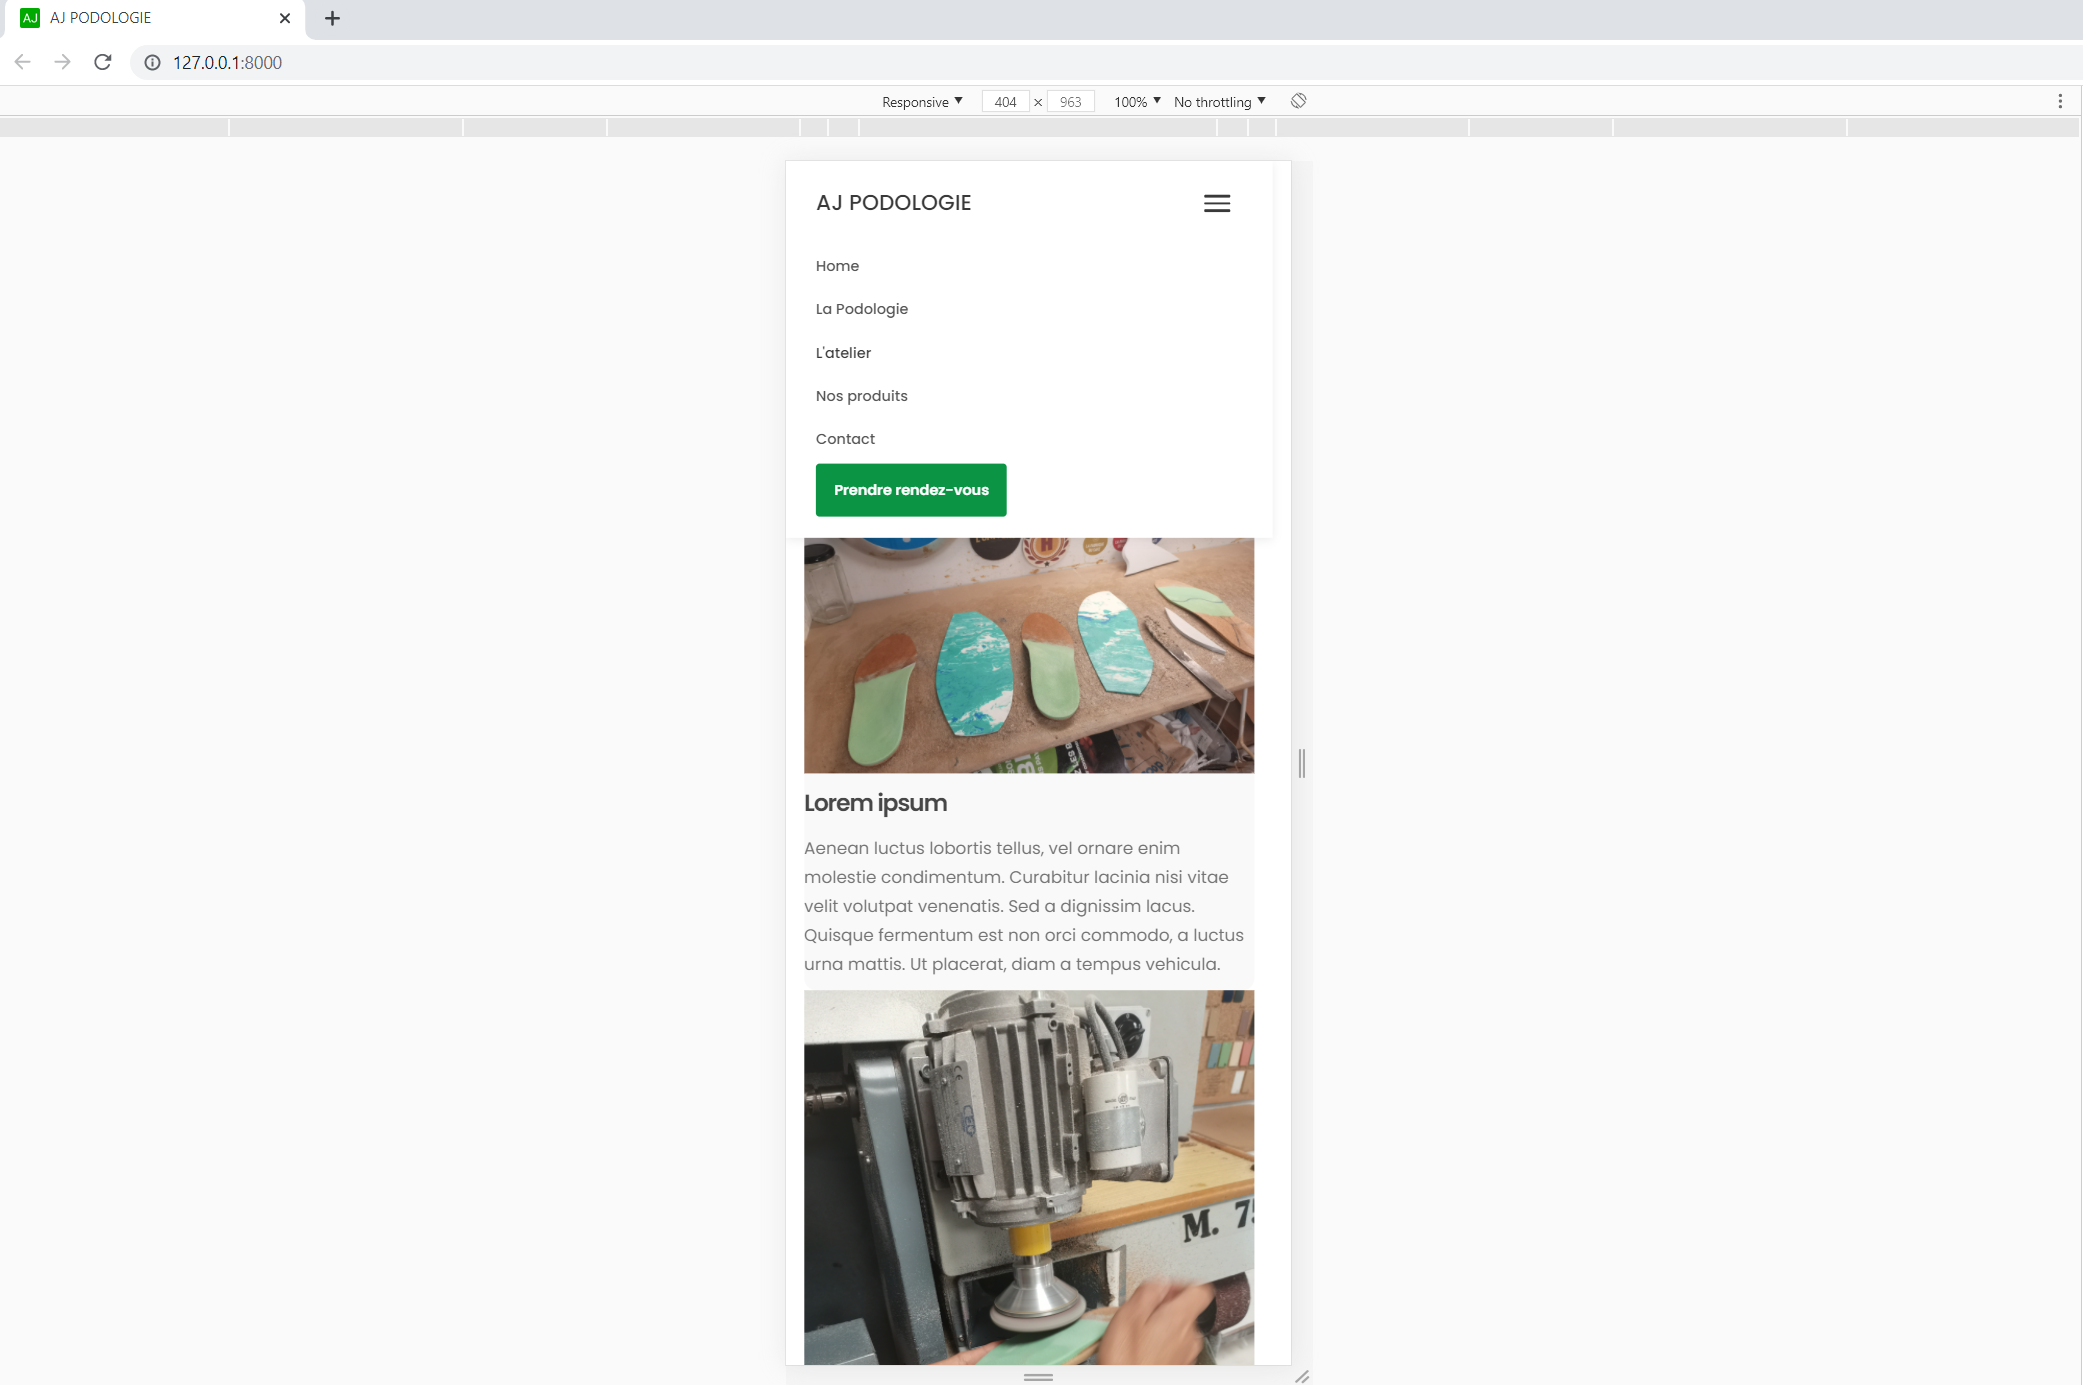 AJ AJ PODOLOGIE
127.0.0.1:8000
Responsive 404 × 963 100% No throttling
AJ PODOLOGIE
Home
La Podologie
L'atelier
Nos produits
Contact
Prendre rendez-vous
Lorem ipsum
Aenean luctus lobortis tellus, vel ornare enim
molestie condimentum. Curabitur lacinia nisi vitae
velit volutpat venenatis. Sed a dignissim lacus.
Quisque fermentum est non orci commodo, a luctus
urna mattis. Ut placerat, diam a tempus vehicula.
M. 75